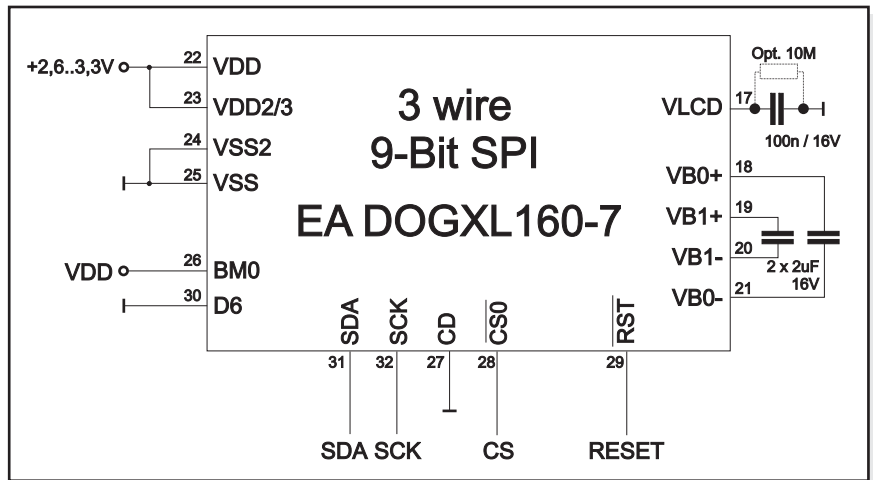 +2,6..3,3V
22 VDD
23 VDD2/3
24 VSS2
25 VSS
VDD
26 BM0
30 D6
3 wire
9-Bit SPI
EA DOGXL160-7
Opt. 10M
VLCD 17
100n / 16V
VB0+ 18
VB1+ 19
VB1- 20
2 x 2uF
16V
VB0- 21
SDA
SCK
CD
CS0
RST
31
32
27
28
29
SDA SCK
CS
RESET